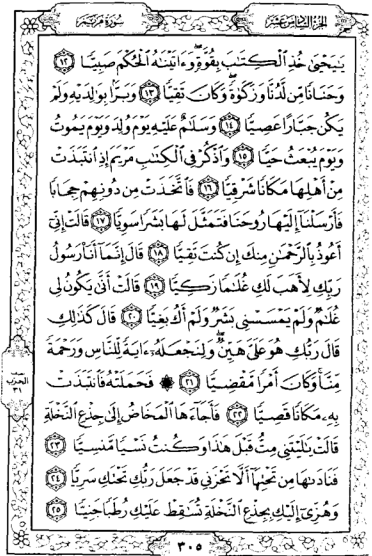 الجزء السادس عشر
سورة مريم
يَٰيَحْيَىٰ خُذِ ٱلْكِتَٰبَ بِقُوَّةٍۖ وَءَاتَيْنَٰهُ ٱلْحُكْمَ صَبِيًّا ١٢
وَحَنَانًا مِّن لَّدُنَّا وَزَكَوٰةًۖ وَكَانَ تَقِيًّا ١٣ وَبَرًّۢا بِوَٰلِدَيْهِ وَلَمْ
يَكُن جَبَّارًا عَصِيًّا ١٤ وَسَلَٰمٌ عَلَيْهِ يَوْمَ وُلِدَ وَيَوْمَ يَمُوتُ
وَيَوْمَ يُبْعَثُ حَيًّا ١٥ وَٱذْكُرْ فِى ٱلْكِتَٰبِ مَرْيَمَ إِذِ ٱنتَبَذَتْ
مِنْ أَهْلِهَا مَكَانًا شَرْقِيًّا ١٦ فَٱتَّخَذَتْ مِن دُونِهِمْ حِجَابًا
فَأَرْسَلْنَآ إِلَيْهَا رُوحَنَا فَتَمَثَّلَ لَهَا بَشَرًا سَوِيًّا ١٧ قَالَتْ إِنِّىٓ
أَعُوذُ بِٱلرَّحْمَٰنِ مِنكَ إِن كُنتَ تَقِيًّا ١٨ قَالَ إِنَّمَآ أَنَا۠ رَسُولُ
رَبِّكِ لِأَهَبَ لَكِ غُلَٰمًا زَكِيًّا ١٩ قَالَتْ أَنَّىٰ يَكُونُ لِى
غُلَٰمٌ وَلَمْ يَمْسَسْنِى بَشَرٌ وَلَمْ أَكُ بَغِيًّا ٢٠ قَالَ كَذَٰلِكِ
قَالَ رَبُّكِ هُوَ عَلَىَّ هَيِّنٌۖ وَلِنَجْعَلَهُۥٓ ءَايَةً لِّلنَّاسِ وَرَحْمَةً
مِّنَّاۚ وَكَانَ أَمْرًا مَّقْضِيًّا ٢١ ۞ فَحَمَلَتْهُ فَٱنتَبَذَتْ
بِهِۦ مَكَانًا قَصِيًّا ٢٢ فَأَجَآءَهَا ٱلْمَخَاضُ إِلَىٰ جِذْعِ ٱلنَّخْلَةِ
قَالَتْ يَٰلَيْتَنِى مِتُّ قَبْلَ هَٰذَا وَكُنتُ نَسْيًا مَّنسِيًّا ٢٣
فَنَادَىٰهَا مِن تَحْتِهَآ أَلَّا تَحْزَنِى قَدْ جَعَلَ رَبُّكِ تَحْتَكِ سَرِيًّا ٢٤
وَهُزِّىٓ إِلَيْكِ بِجِذْعِ ٱلنَّخْلَةِ تُسَٰقِطْ عَلَيْكِ رُطَبًا جَنِيًّا ٢٥
الحزب
٣١
٣٠٥